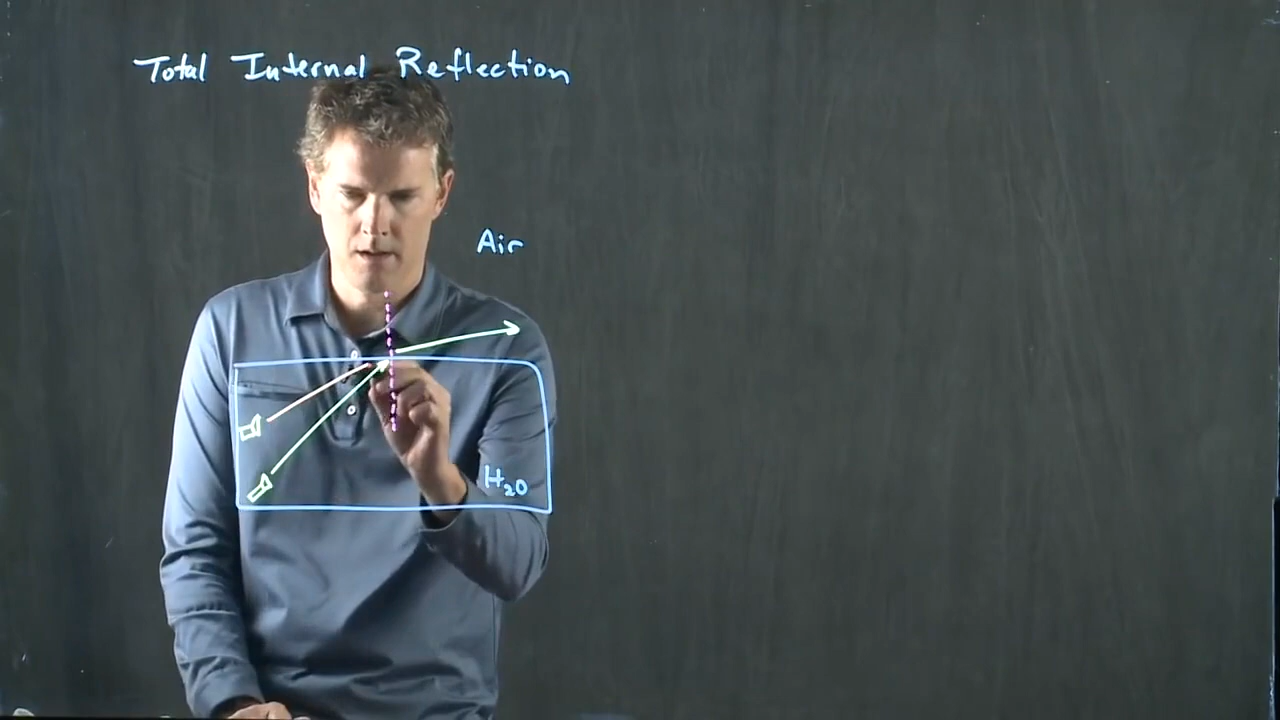 Total Internal Reflection
Air
H₂O